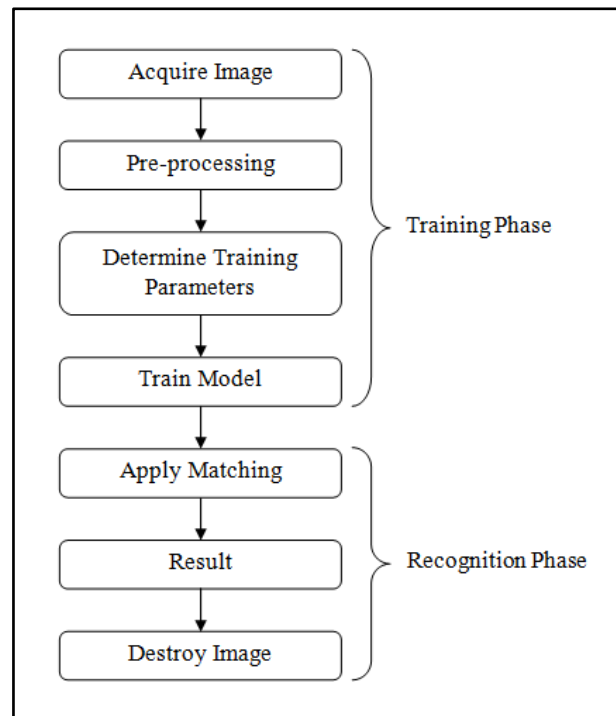 Acquire Image
Pre-processing
Determine Training
Parameters
Train Model
Training Phase
Apply Matching
Result
Destroy Image
Recognition Phase